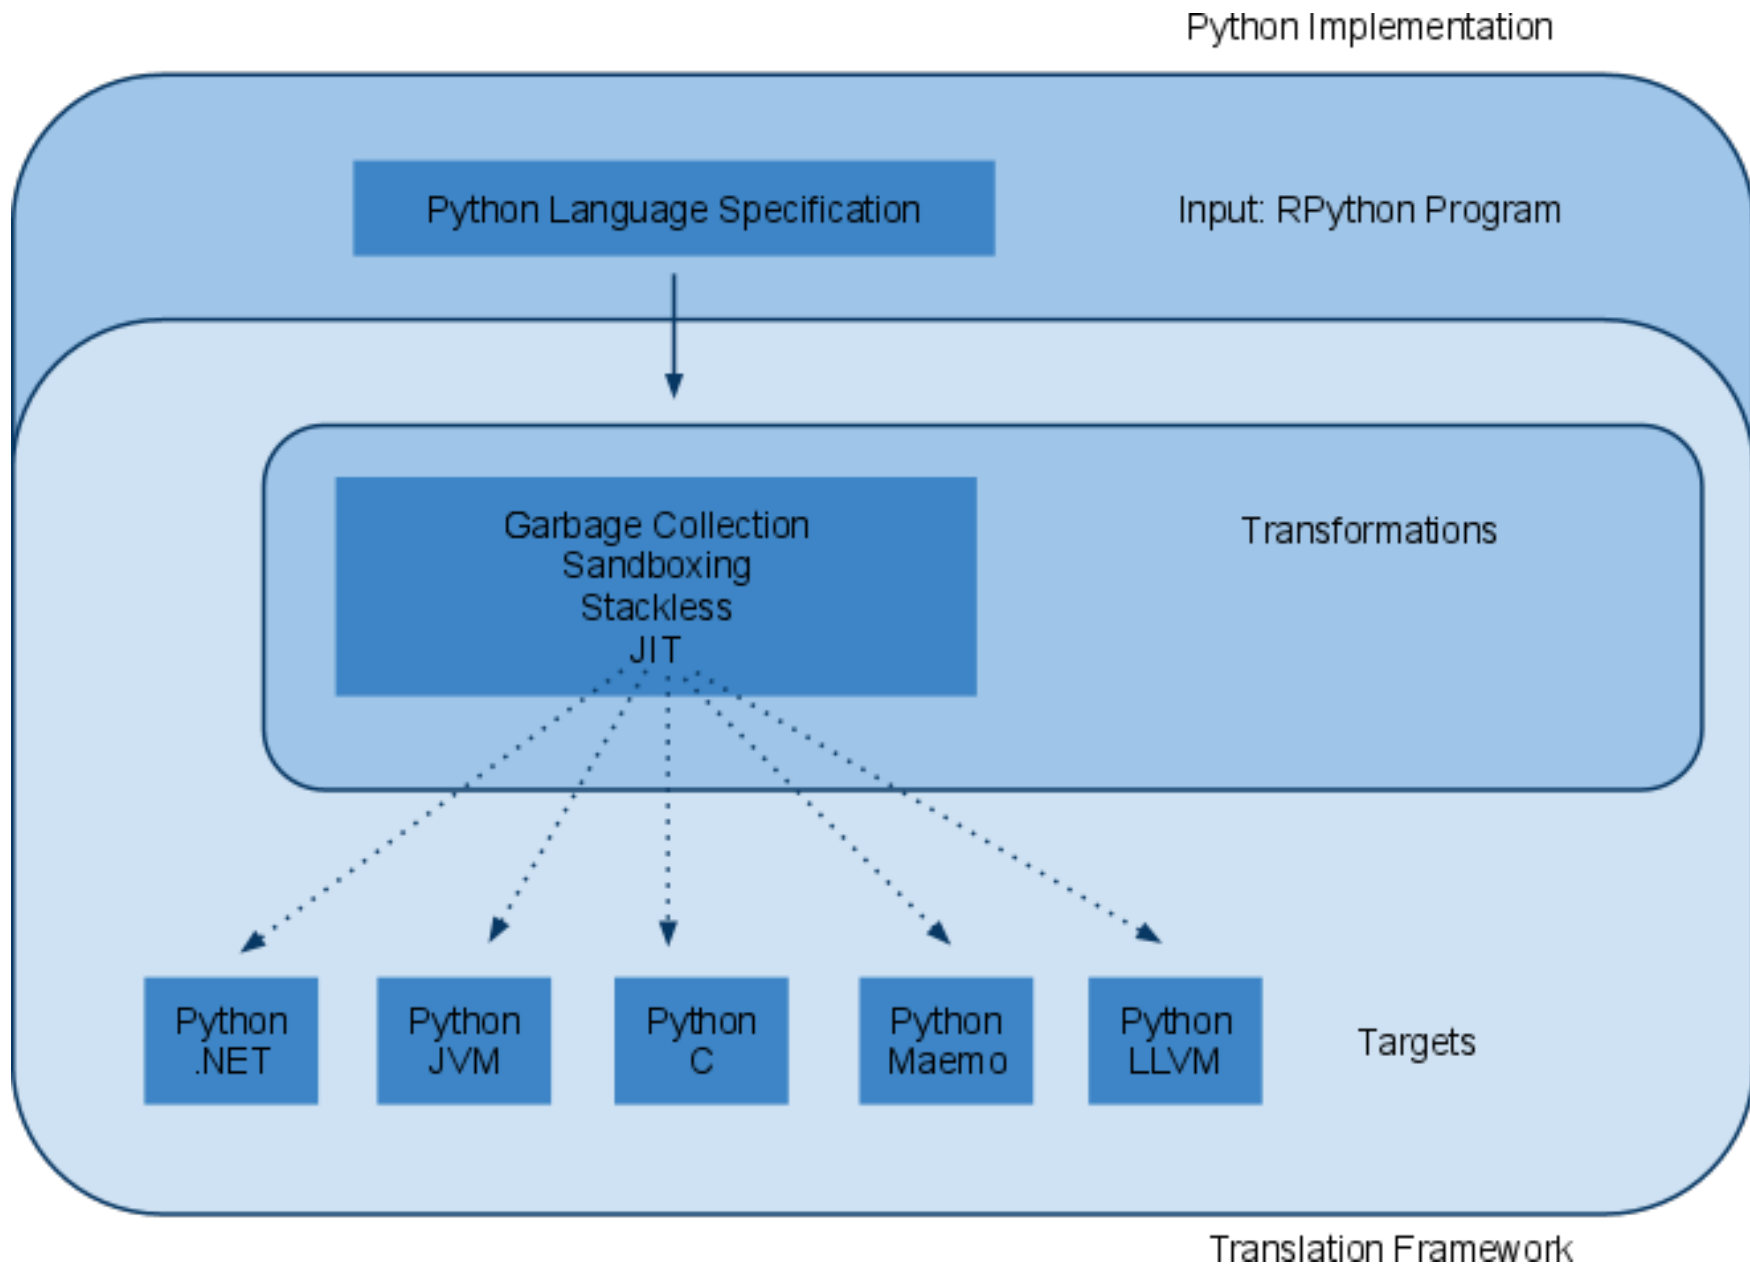 Python Implementation
Python Language Specification
Input: RPython Program
Garbage Collection
Sandboxing
Stackless
JIT
Transformations
Python
.NET
Python
JVM
Python
C
Python
Maemo
Python
LLVM
Targets
Translation Framework